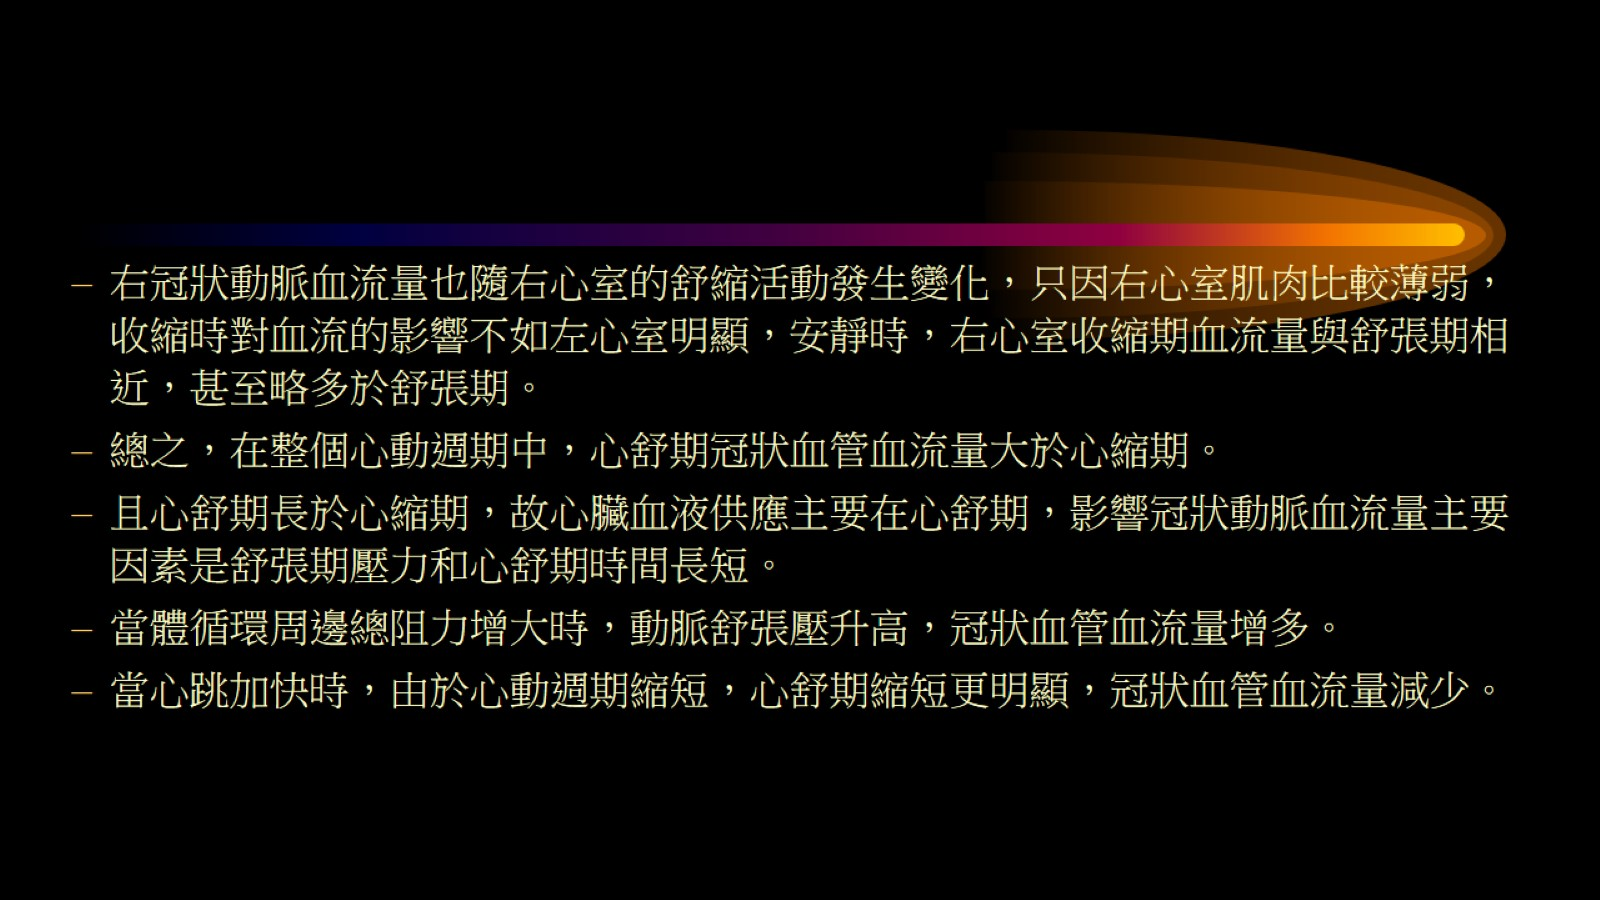 – 右冠狀動脈血流量也隨右心室的舒縮活動發生變化，只因右心室肌肉比較薄弱，
收縮時對血流的影響不如左心室明顯，安靜時，右心室收縮期血流量與舒張期相
近，甚至略多於舒張期。
– 總之，在整個心動週期中，心舒期冠狀血管血流量大於心縮期。
– 且心舒期長於心縮期，故心臟血液供應主要在心舒期，影響冠狀動脈血流量主要
因素是舒張期壓力和心舒期時間長短。
– 當體循環周邊總阻力增大時，動脈舒張壓升高，冠狀血管血流量增多。
– 當心跳加快時，由於心動週期縮短，心舒期縮短更明顯，冠狀血管血流量減少。